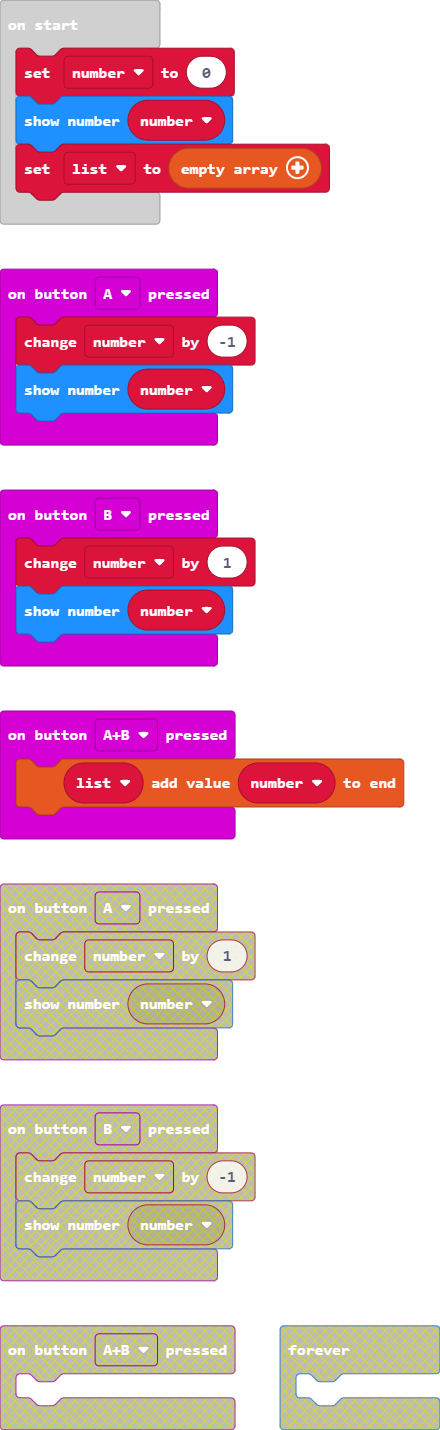 on start
set number to 0
show number number
set list to empty array
on button A pressed
change number by -1
show number number
on button B pressed
change number by 1
show number number
on button A+B pressed
list add value number to end
on button A pressed
change number by 1
show number number
on button B pressed
change number by -1
show number number
on button A+B pressed
forever